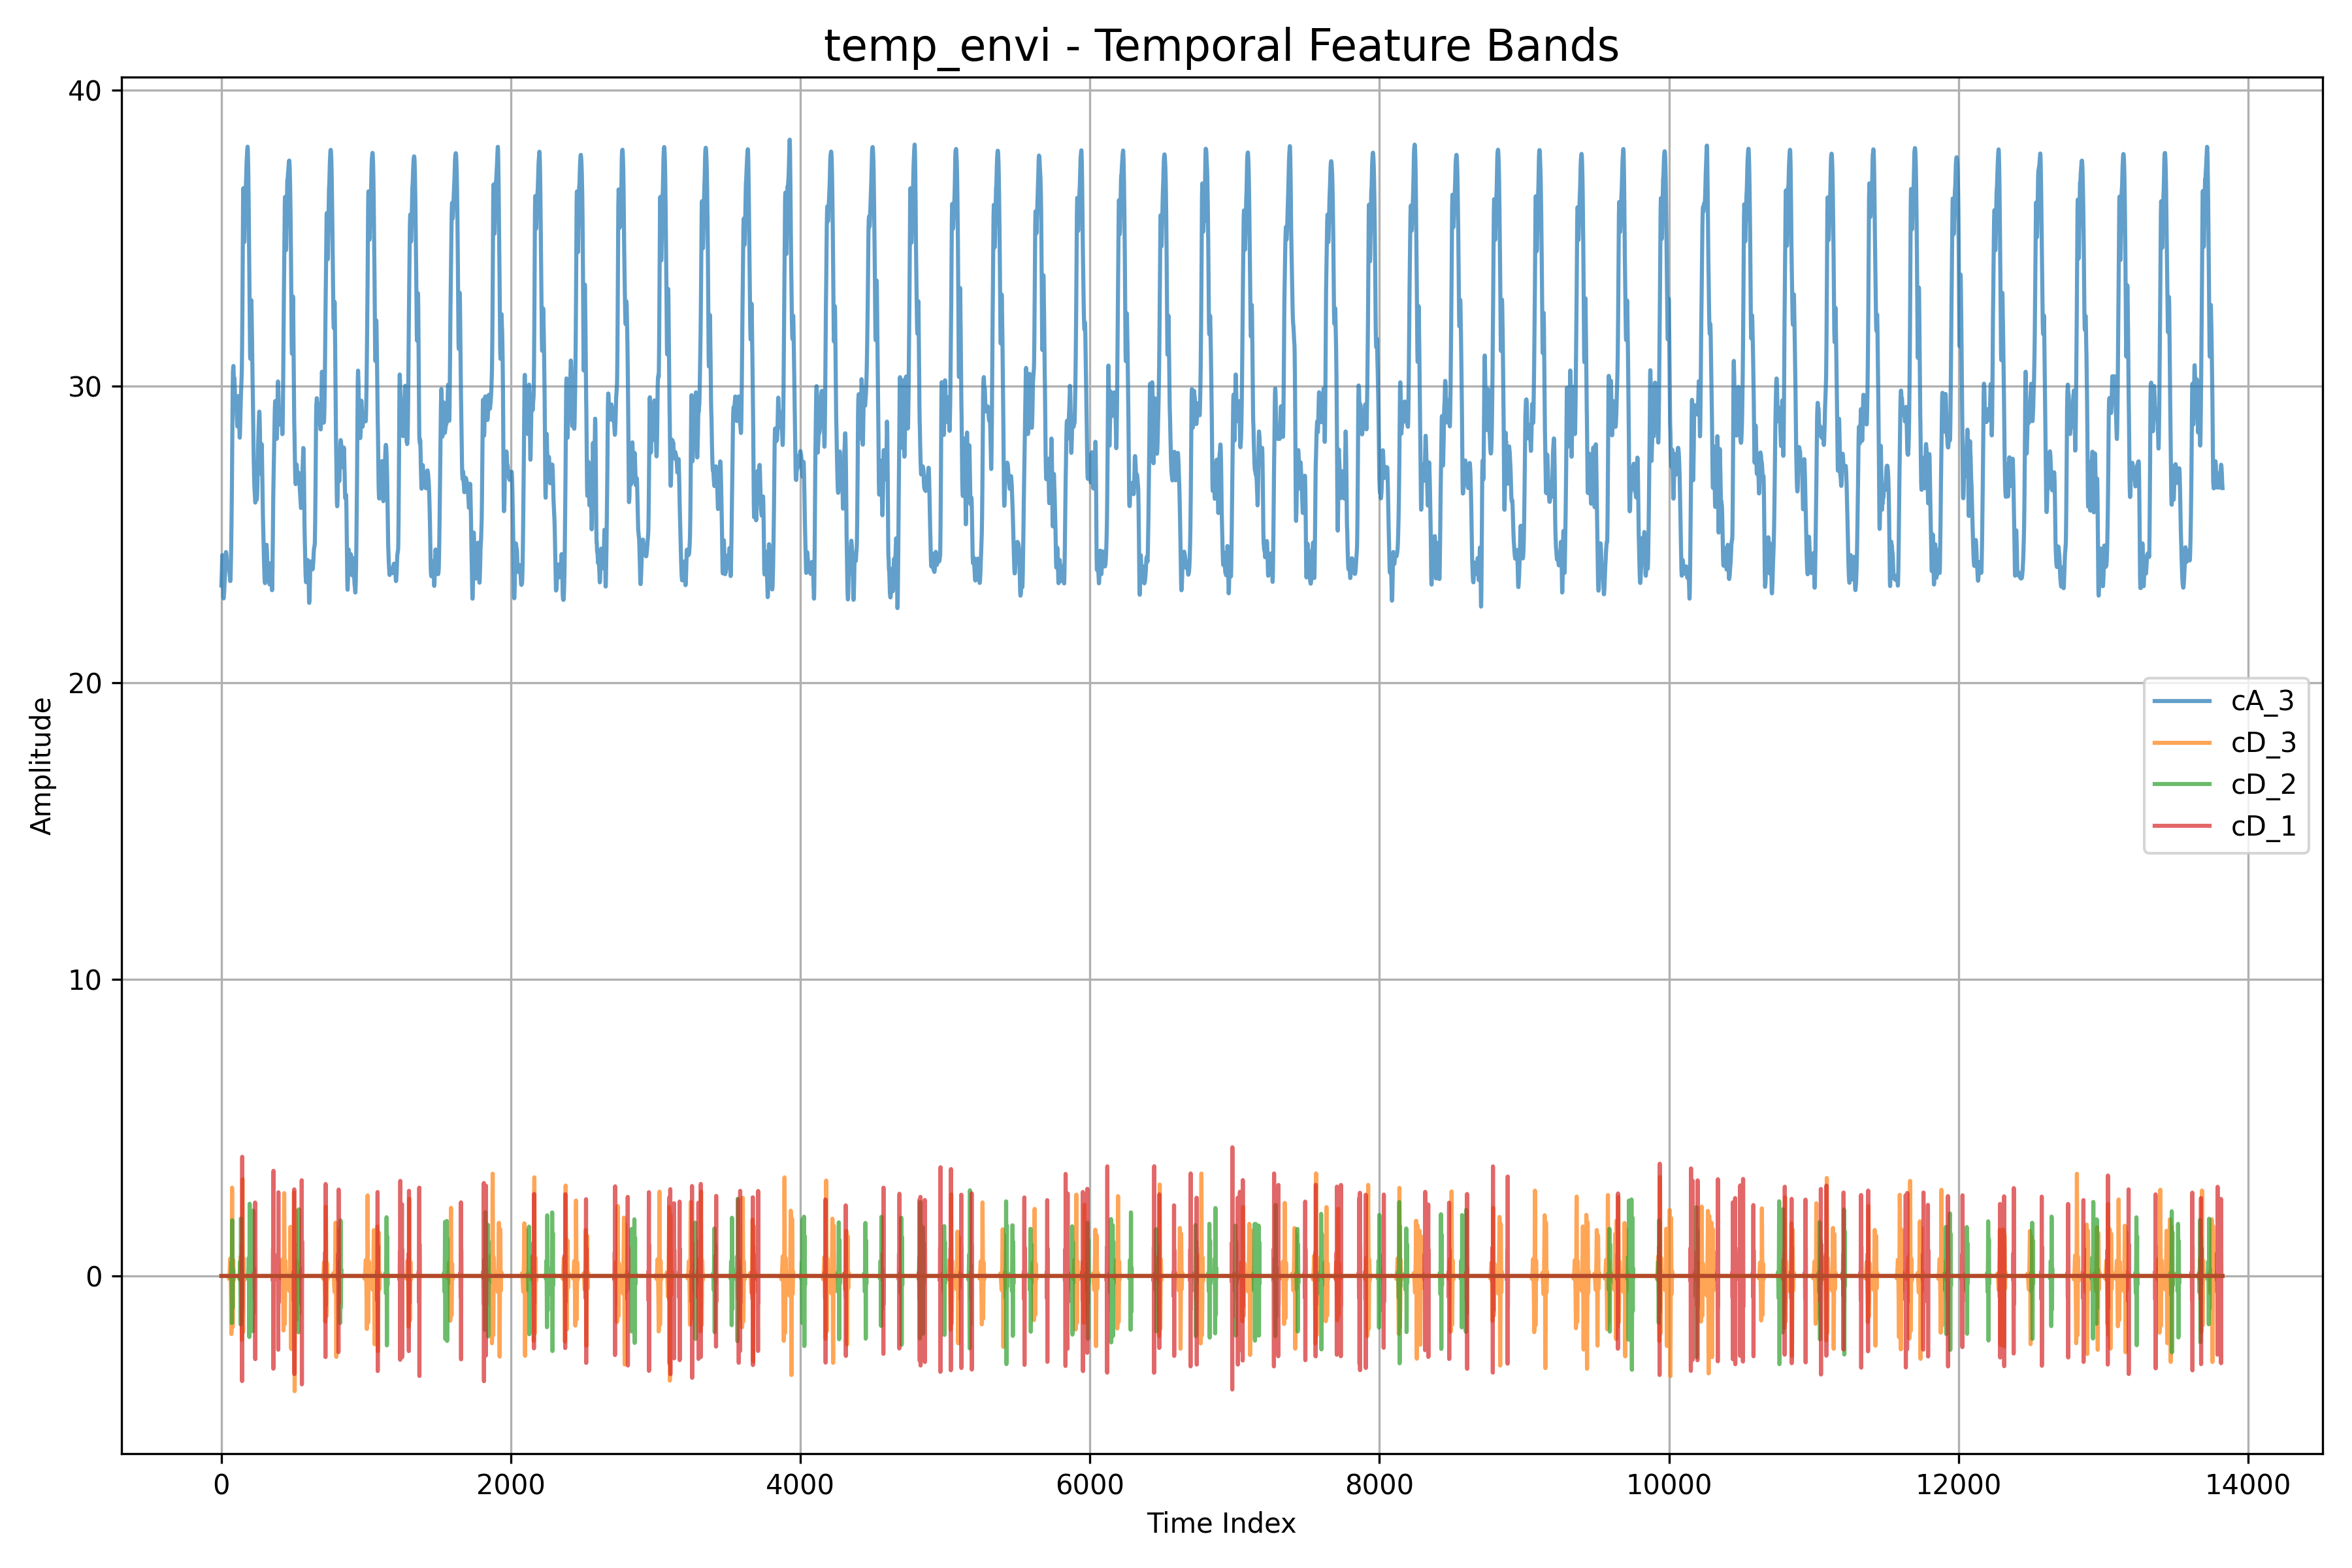 temp_envi - Temporal Feature Bands
40
30
20
10
0
Amplitude
cA_3
cD_3
cD_2
cD_1
0 2000 4000 6000 8000 10000 12000 14000
Time Index